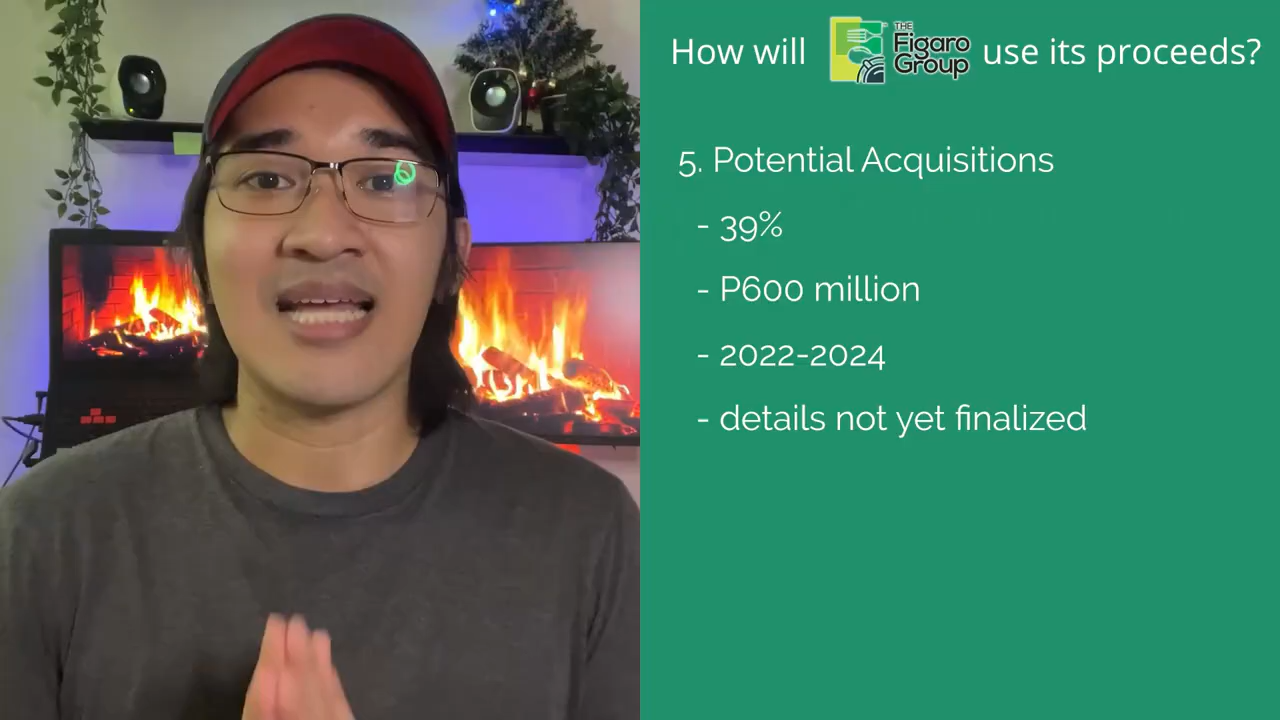 How will THE Figaro Group use its proceeds?
5. Potential Acquisitions
- 39%
- P600 million
- 2022-2024
- details not yet finalized